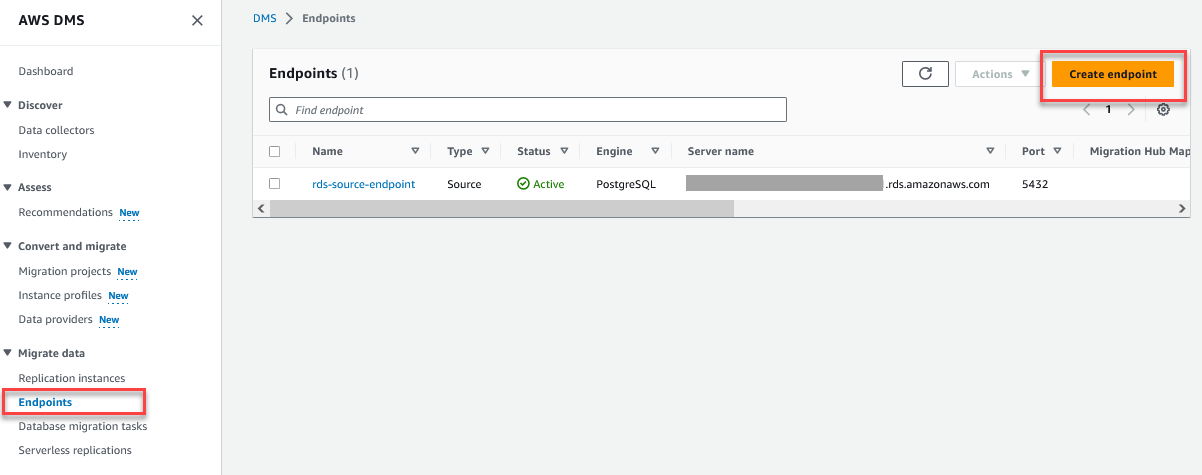 AWS DMS
Dashboard
Discover
Data collectors
Inventory
Assess
Recommendations New
Convert and migrate
Migration projects New
Instance profiles New
Data providers New
Migrate data
Replication instances
Endpoints
Database migration tasks
Serverless replications
DMS > Endpoints
Endpoints (1)
Actions
Create endpoint
Find endpoint
1
Name Type Status Engine Server name Port Migration Hub Map
rds-source-endpoint Source Active PostgreSQL .rds.amazonaws.com 5432